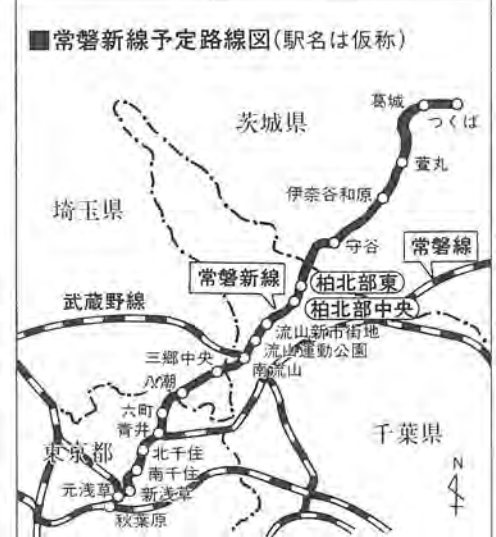 ■常磐新線予定路線図(駅名は仮称)
葛城
つくば
茨城県
萱丸
伊奈谷和原
埼玉県
守谷
常磐線
常磐新線
柏北部東
柏北部中央
武蔵野線
流山新市街地
流山運動公園
三郷中央
南流山
八潮
六町
青井
千葉県
東京都
北千住
南千住
元浅草
新浅草
秋葉原
N